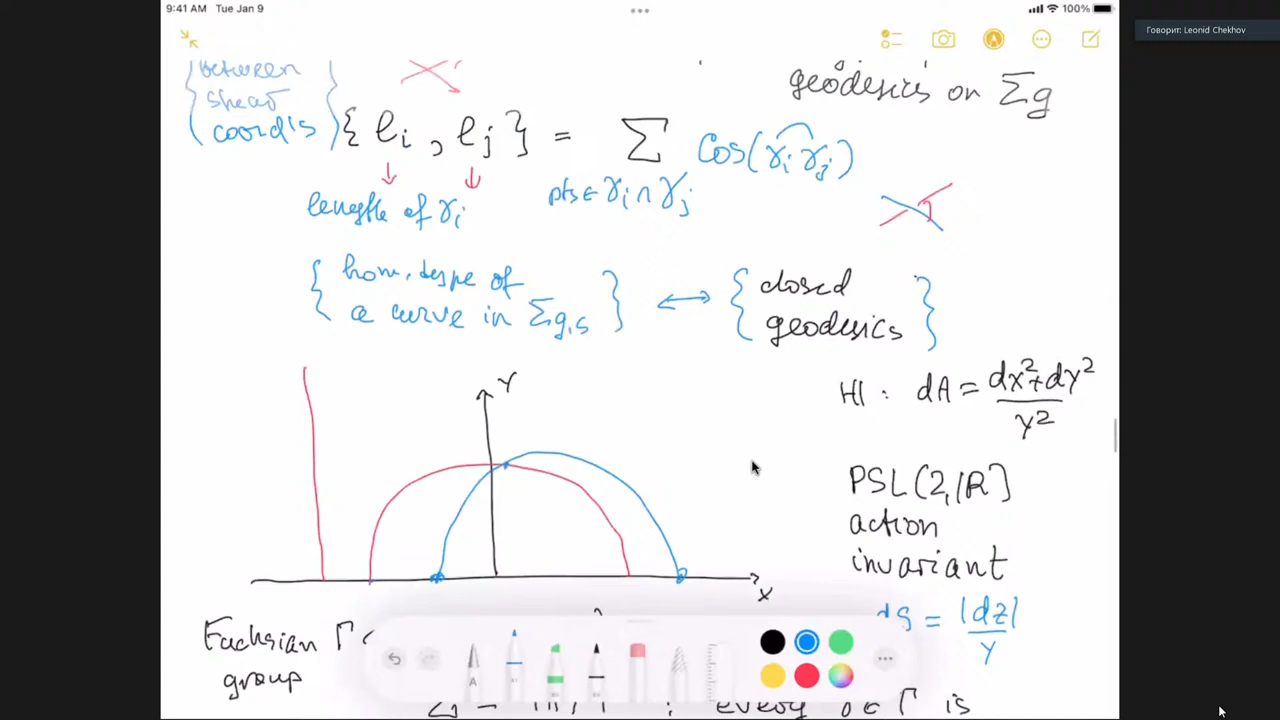 9:41 AM Tue Jan 9
100%
Говорит: Leonid Chekhov
between
shear
coord's
geodesics on Σg
{ℓi, ℓj} = Σ cos(γi γj)
pts ∈ γi ∩ γj
length of γi
{hom. type of
a curve in Σg,s} ↔ {closed
geodesics}
Y
X
H: dA = dx²+dy² / y²
PSL(2,ℝ)
action
invariant
ds = |dz| / y
Fuchsian Γ
group
: every γ ∈ Γ is